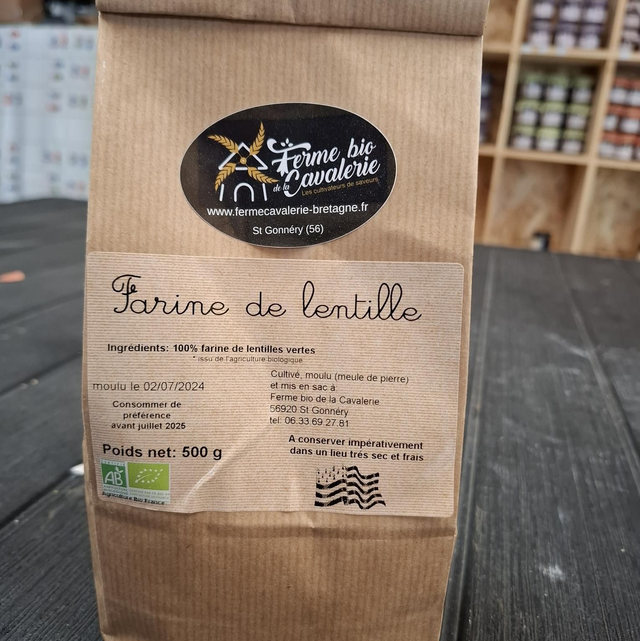 Ferme bio
de la Cavalerie
Les cultivateurs de saveurs
www.fermecavalerie-bretagne.fr
St Gonnéry (56)
Farine de lentille
Ingrédients: 100% farine de lentilles vertes
* issu de l'agriculture biologique
moulu le 02/07/2024
Consommer de
préférence
avant juillet 2025
Poids net: 500 g
Cultivé, moulu (meule de pierre)
et mis en sac à
Ferme bio de la Cavalerie
56920 St Gonnéry
tel: 06.33.69.27.81
A conserver impérativement
dans un lieu trés sec et frais
AB
Agriculture Bio France